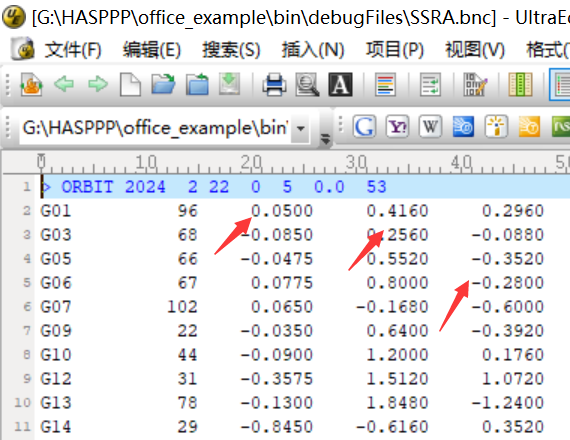 [G:\HASPPP\office_example\bin\debugFiles\SSRA.bnc] - UltraEd
文件(F) 编辑(E) 搜索(S) 插入(N) 项目(P) 视图(V) 格式(T
G:\HASPPP\office_example\bin\
0 10 20 30 40 50
1 > ORBIT 2024 2 22 0 5 0.0 53
2 G01 96 0.0500 0.4160 0.2960
3 G03 68 -0.0850 0.2560 -0.0880
4 G05 66 -0.0475 0.5520 -0.3520
5 G06 67 0.0775 0.8000 -0.2800
6 G07 102 0.0650 -0.1680 -0.6000
7 G09 22 -0.0350 0.6400 -0.3920
8 G10 44 -0.0900 1.2000 0.1760
9 G12 31 -0.3575 1.5120 1.0720
10 G13 78 -0.1300 1.8480 -1.2400
11 G14 29 -0.8450 -0.6160 0.3520